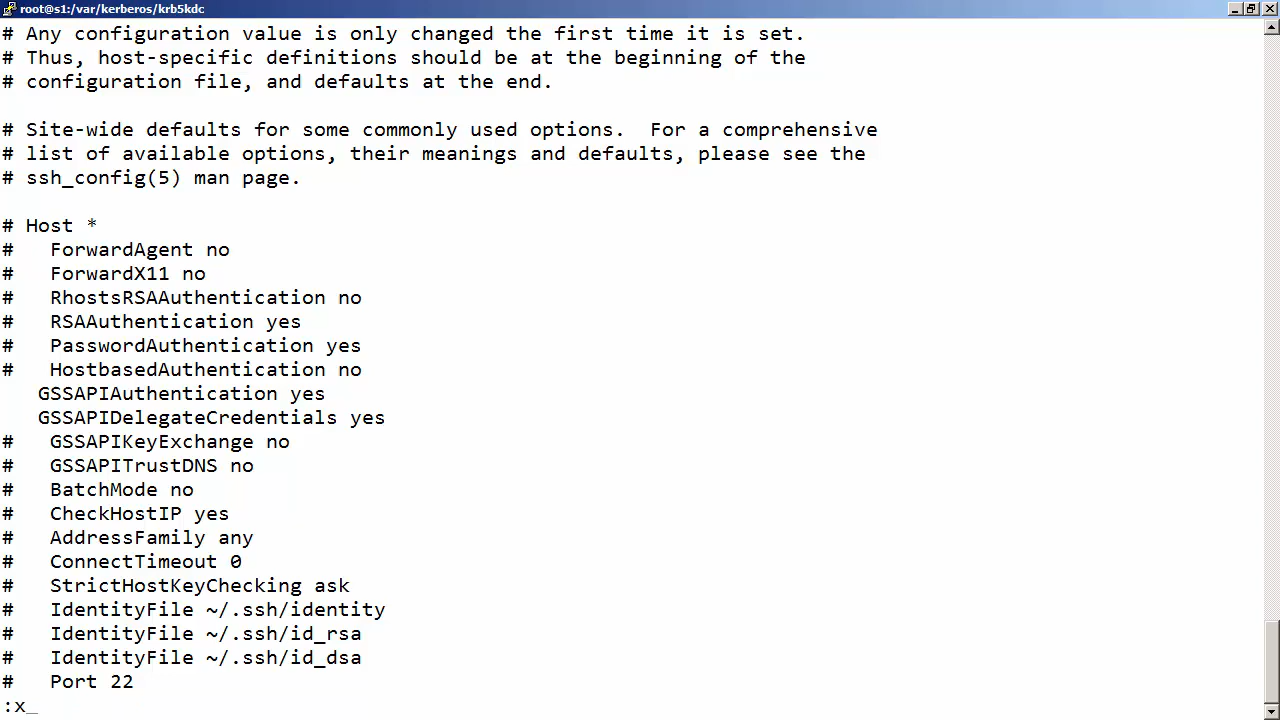 root@s1:/var/kerberos/krb5kdc
# Any configuration value is only changed the first time it is set.
# Thus, host-specific definitions should be at the beginning of the
# configuration file, and defaults at the end.
# Site-wide defaults for some commonly used options.  For a comprehensive
# list of available options, their meanings and defaults, please see the
# ssh_config(5) man page.
# Host *
#   ForwardAgent no
#   ForwardX11 no
#   RhostsRSAAuthentication no
#   RSAAuthentication yes
#   PasswordAuthentication yes
#   HostbasedAuthentication no
   GSSAPIAuthentication yes
   GSSAPIDelegateCredentials yes
#   GSSAPIKeyExchange no
#   GSSAPITrustDNS no
#   BatchMode no
#   CheckHostIP yes
#   AddressFamily any
#   ConnectTimeout 0
#   StrictHostKeyChecking ask
#   IdentityFile ~/.ssh/identity
#   IdentityFile ~/.ssh/id_rsa
#   IdentityFile ~/.ssh/id_dsa
#   Port 22
:x_